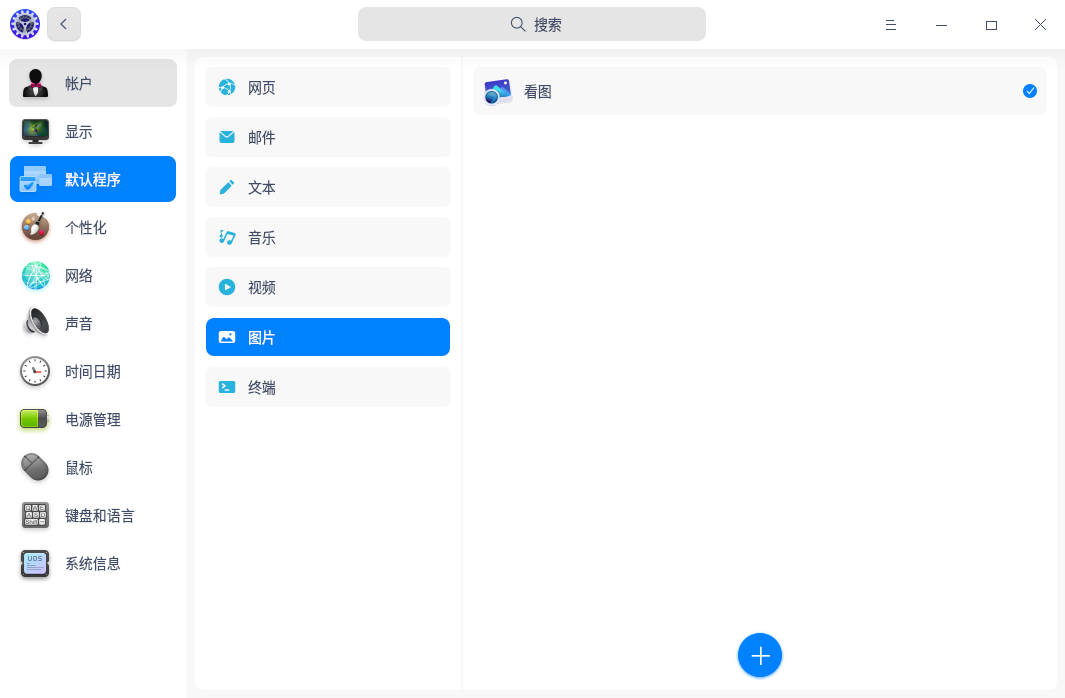 搜索
帐户
显示
默认程序
个性化
网络
声音
时间日期
电源管理
鼠标
键盘和语言
系统信息
网页
邮件
文本
音乐
视频
图片
终端
看图